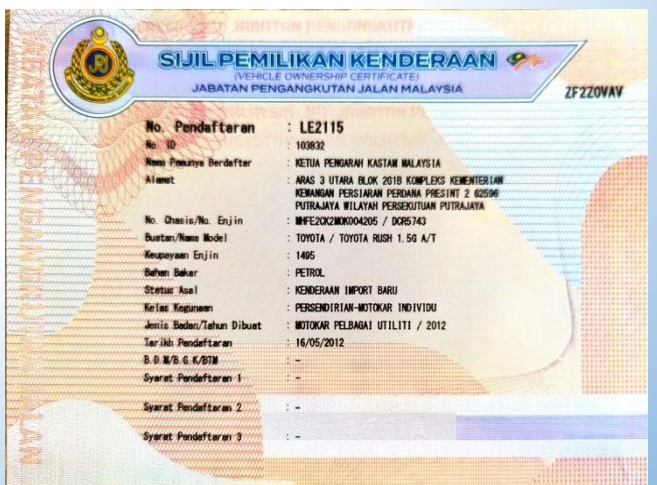 SIJIL PEMILIKAN KENDERAAN
(VEHICLE OWNERSHIP CERTIFICATE)
JABATAN PENGANGKUTAN JALAN MALAYSIA
ZF2Z0VAV
No. Pendaftaran : LE2115
No. ID : 103832
Nama Pemunya Berdaftar : KETUA PENGARAH KASTAM MALAYSIA
Alamat : ARAS 3 UTARA BLOK 2G1B KOMPLEKS KEMENTERIAN
KEWANGAN PERSIARAN PERDANA PRESINT 2 62596
PUTRAJAYA WILAYAH PERSEKUTUAN PUTRAJAYA
No. Chasis/No. Enjin : MHFE2CK2M0K004205 / DCR5743
Buatan/Nama Model : TOYOTA / TOYOTA RUSH 1.5G A/T
Keupayaan Enjin : 1495
Bahan Bakar : PETROL
Status Asal : KENDERAAN IMPORT BARU
Kelas Kegunaan : PERSENDIRIAN-MOTOKAR INDIVIDU
Jenis Badan/Tahun Dibuat : MOTOKAR PELBAGAI UTILITI / 2012
Tarikh Pendaftaran : 16/05/2012
B.D.M/B.G.K/BTM : -
Syarat Pendaftaran 1 : -
Syarat Pendaftaran 2 : -
Syarat Pendaftaran 3 : -